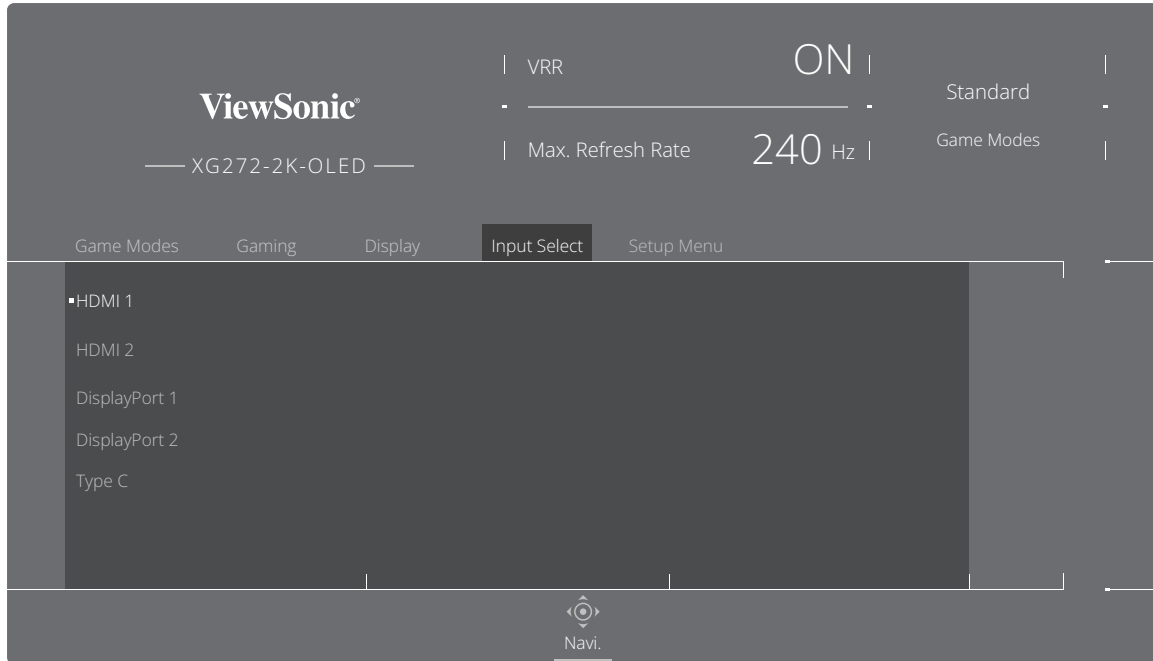 ViewSonic®
XG272-2K-OLED
VRR ON
Max. Refresh Rate 240 Hz
Standard
Game Modes
Game Modes Gaming Display Input Select Setup Menu
HDMI 1
HDMI 2
DisplayPort 1
DisplayPort 2
Type C
Navi.